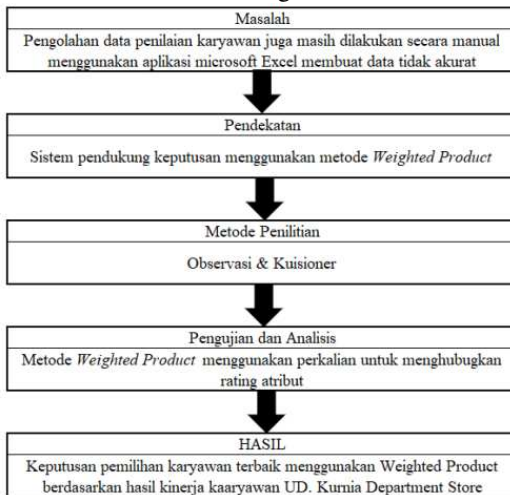 Masalah
Pengolahan data penilaian karyawan juga masih dilakukan secara manual
menggunakan aplikasi microsoft Excel membuat data tidak akurat
Pendekatan
Sistem pendukung keputusan menggunakan metode Weighted Product
Metode Penilitian
Observasi & Kuisioner
Pengujian dan Analisis
Metode Weighted Product menggunakan perkalian untuk menghubugkan
rating atribut
HASIL
Keputusan pemilihan karyawan terbaik menggunakan Weighted Product
berdasarkan hasil kinerja kaaryawan UD. Kurnia Department Store